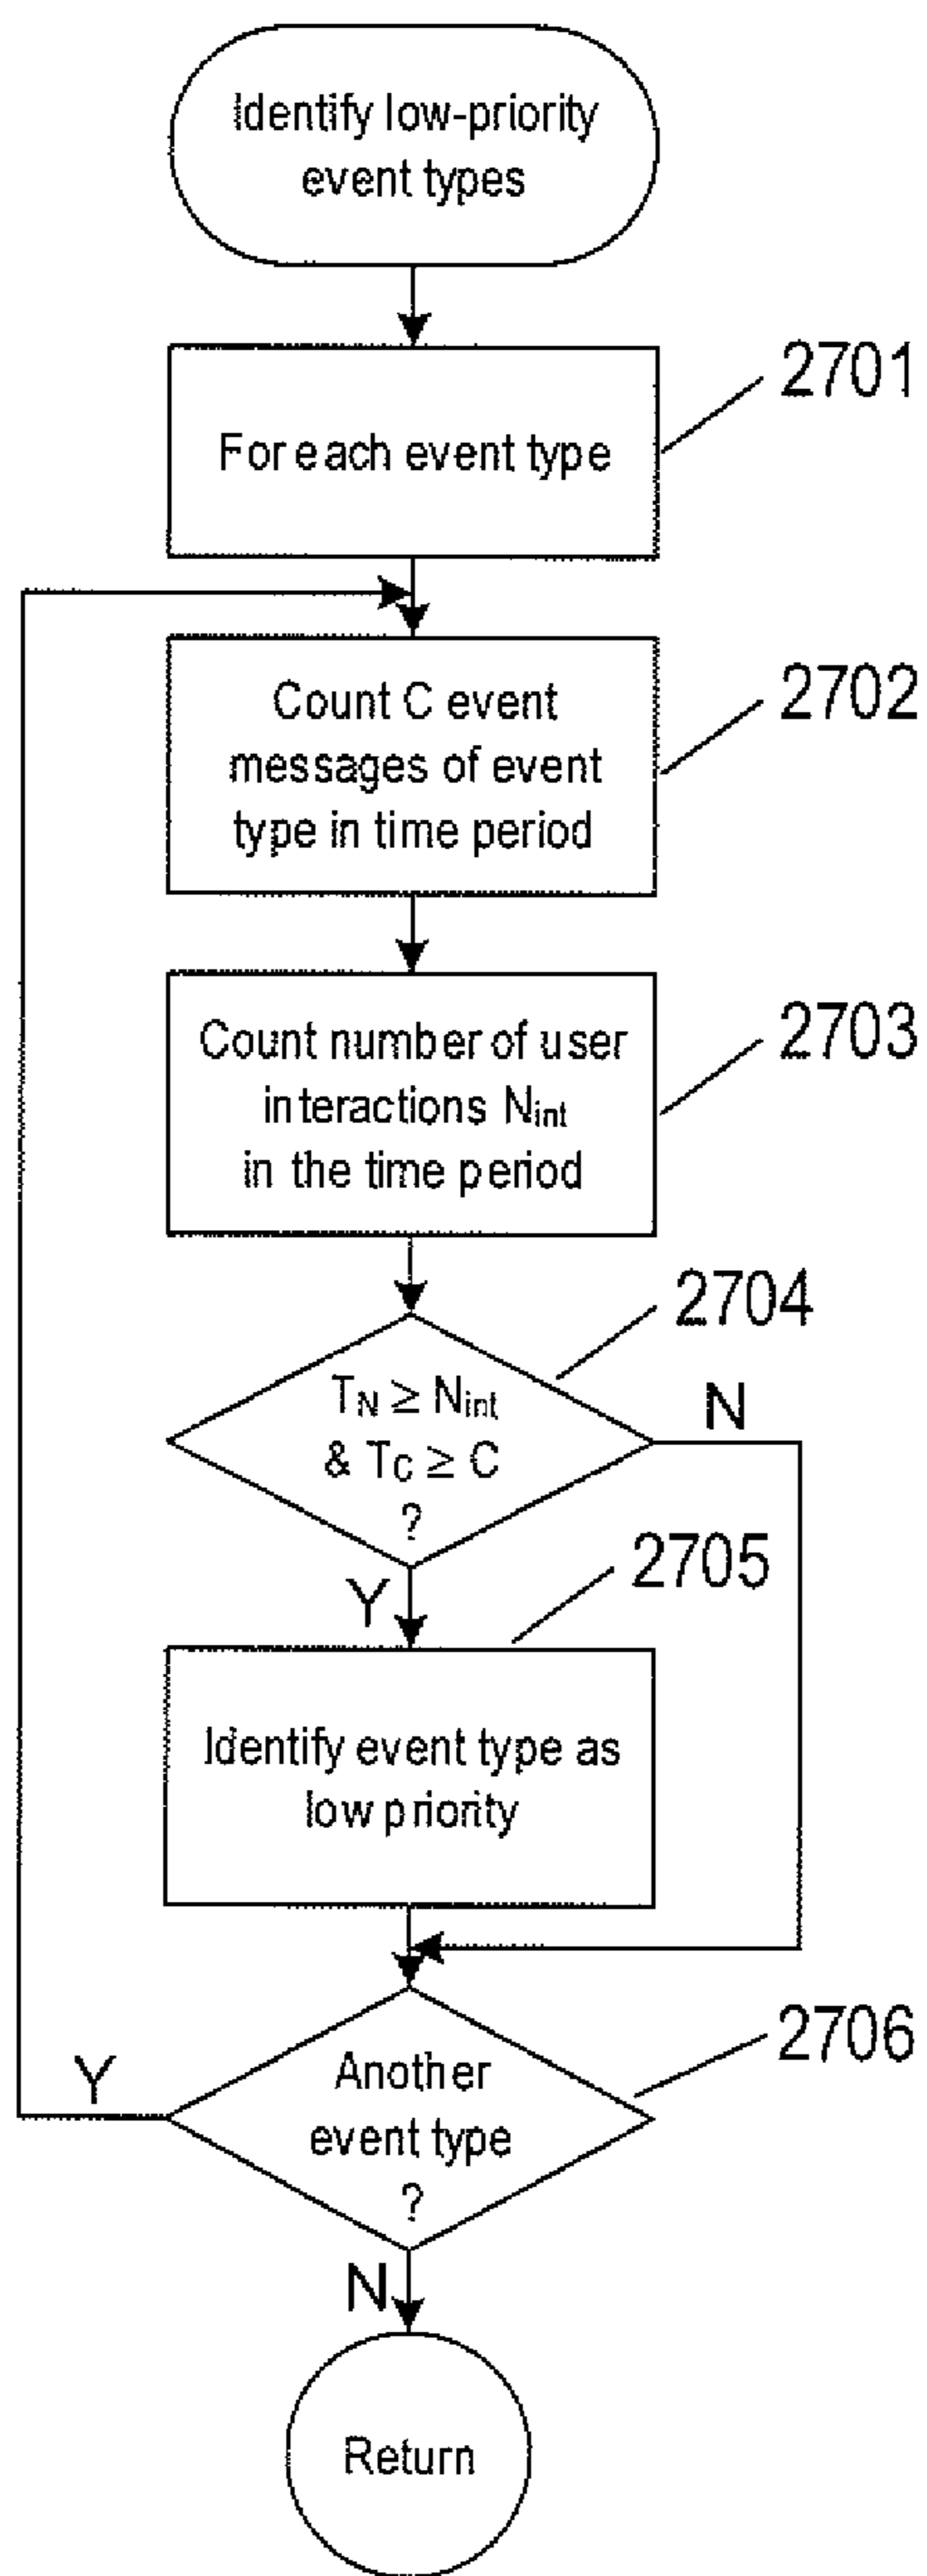 Identify low-priority
event types
2701
For each event type
2702
Count C event
messages of event
type in time period
2703
Count number of user
interactions Nint
in the time period
2704
TN ≥ Nint
& TC ≥ C
?
N
Y
2705
Identify event type as
low priority
2706
Another
event type
?
Y
N
Return